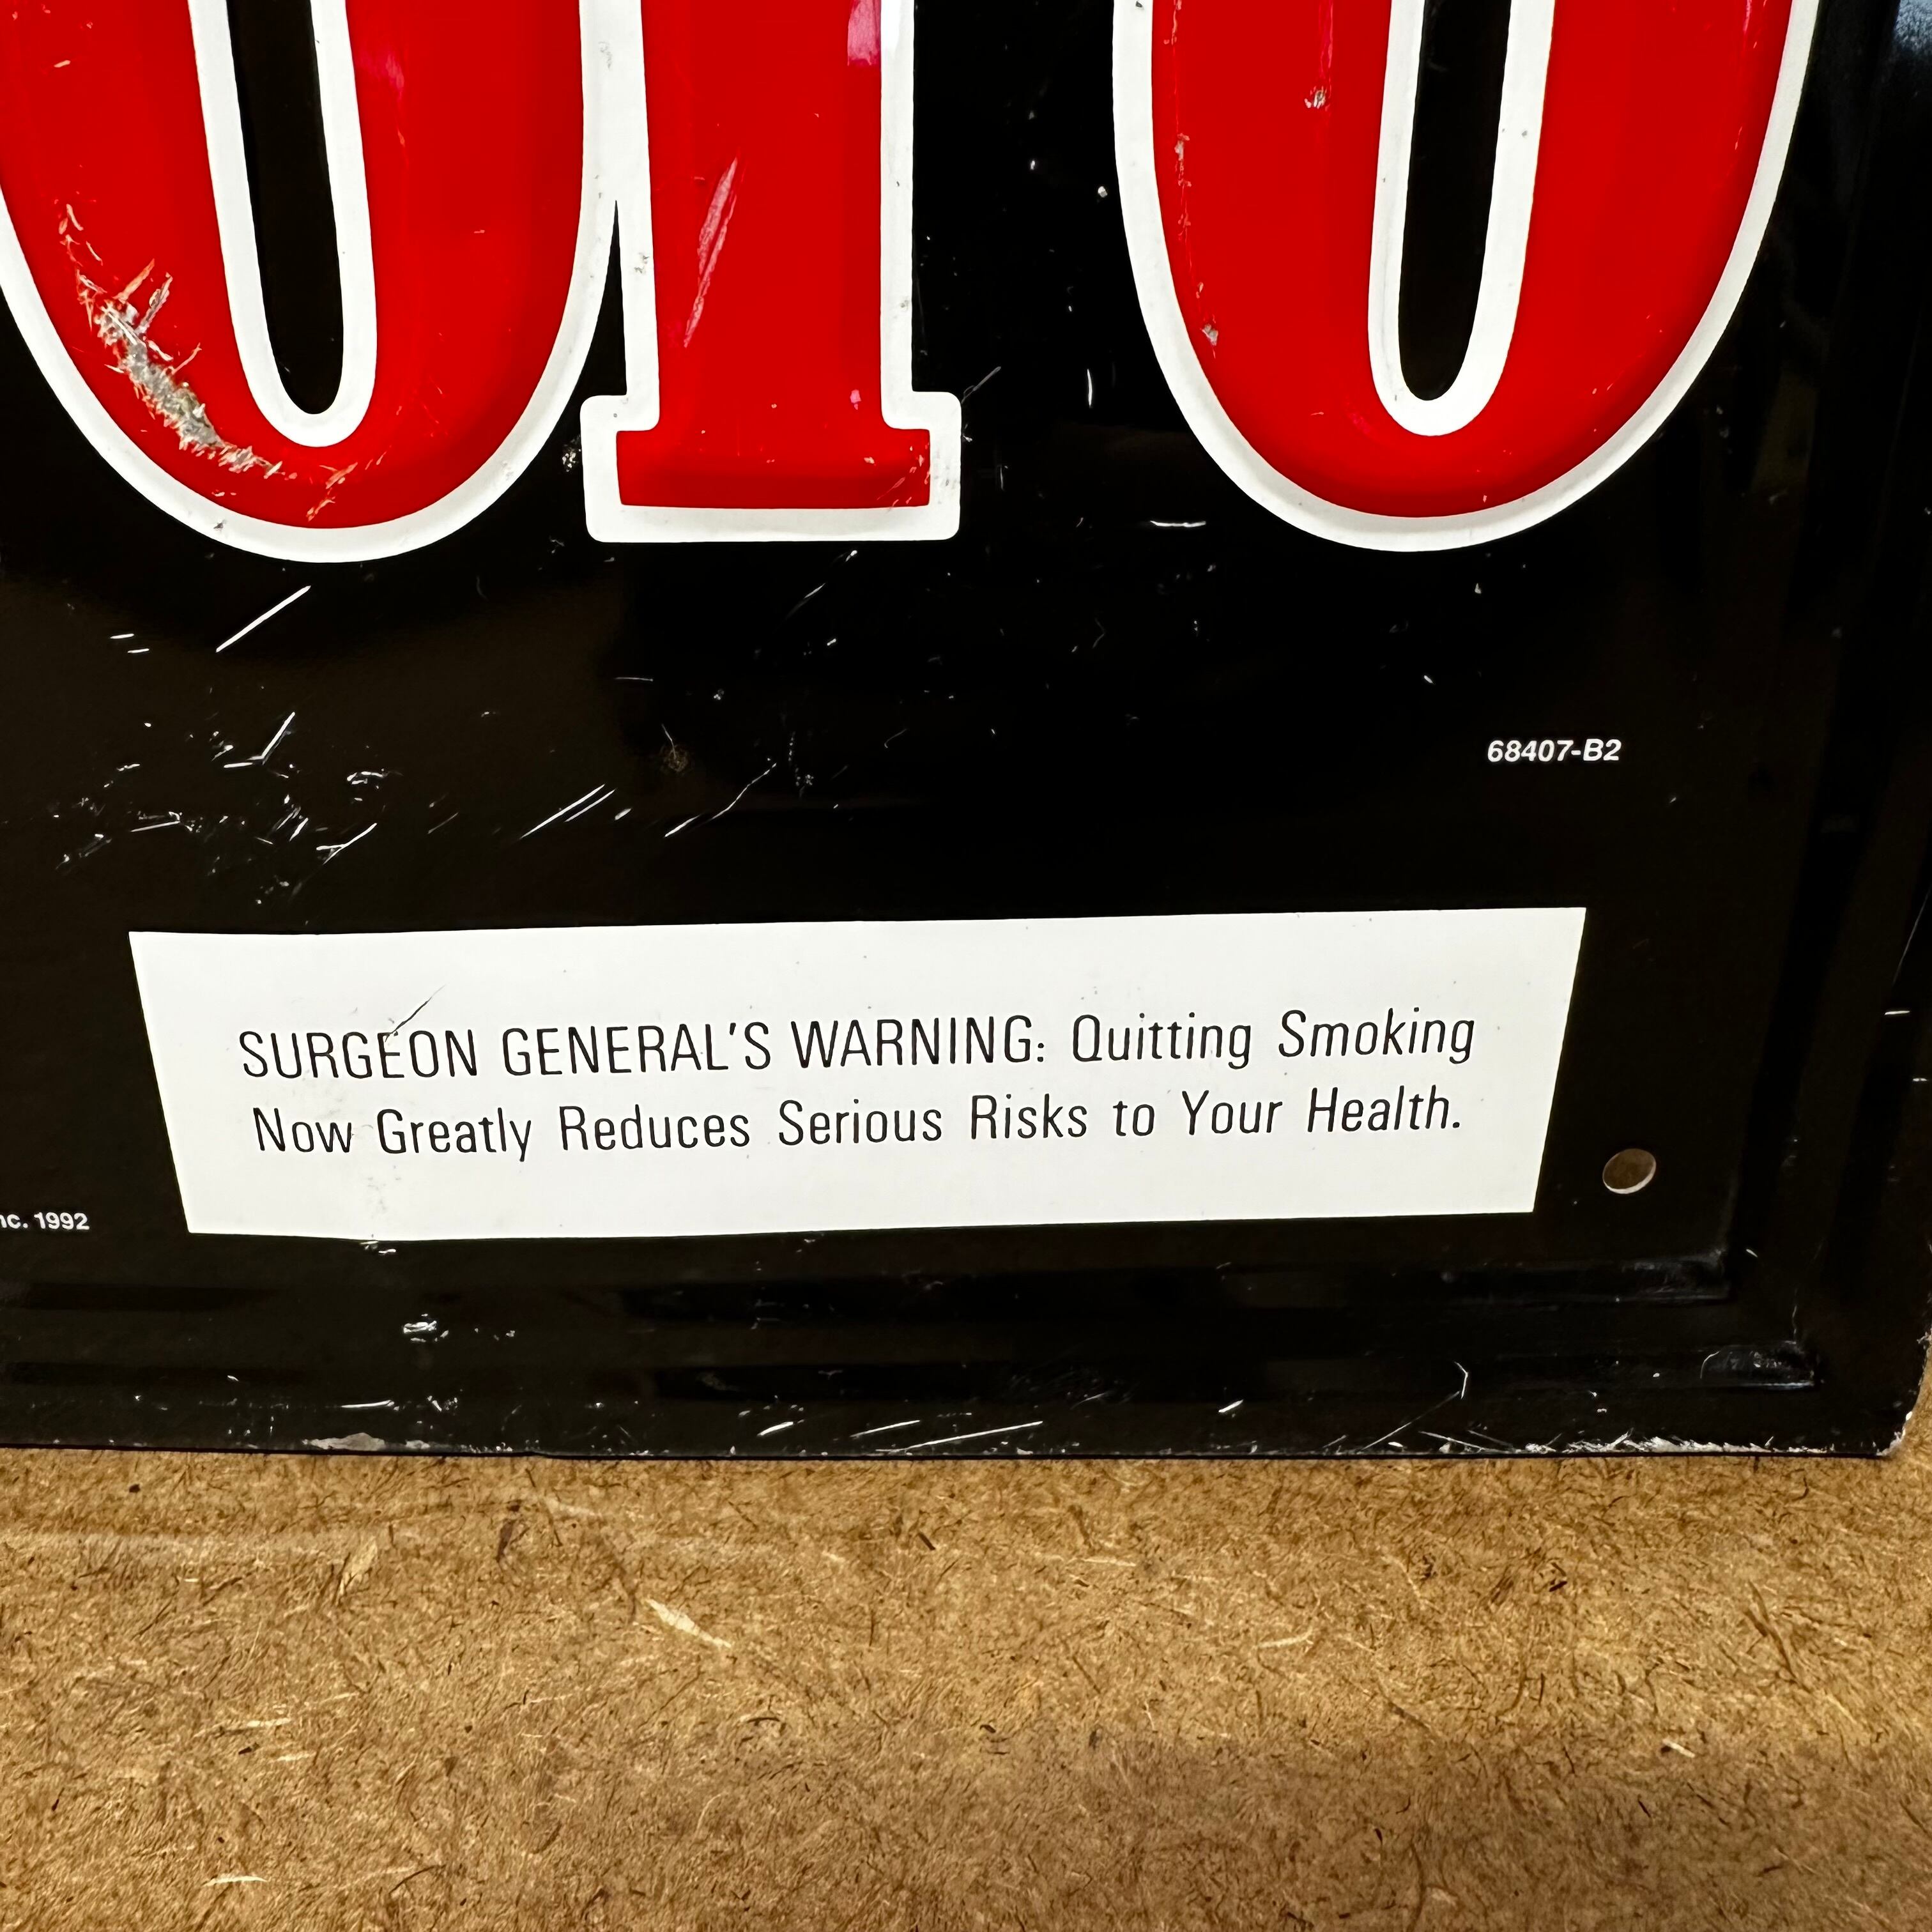 68407-B2
SURGEON GENERAL'S WARNING: Quitting Smoking
Now Greatly Reduces Serious Risks to Your Health.
nc. 1992